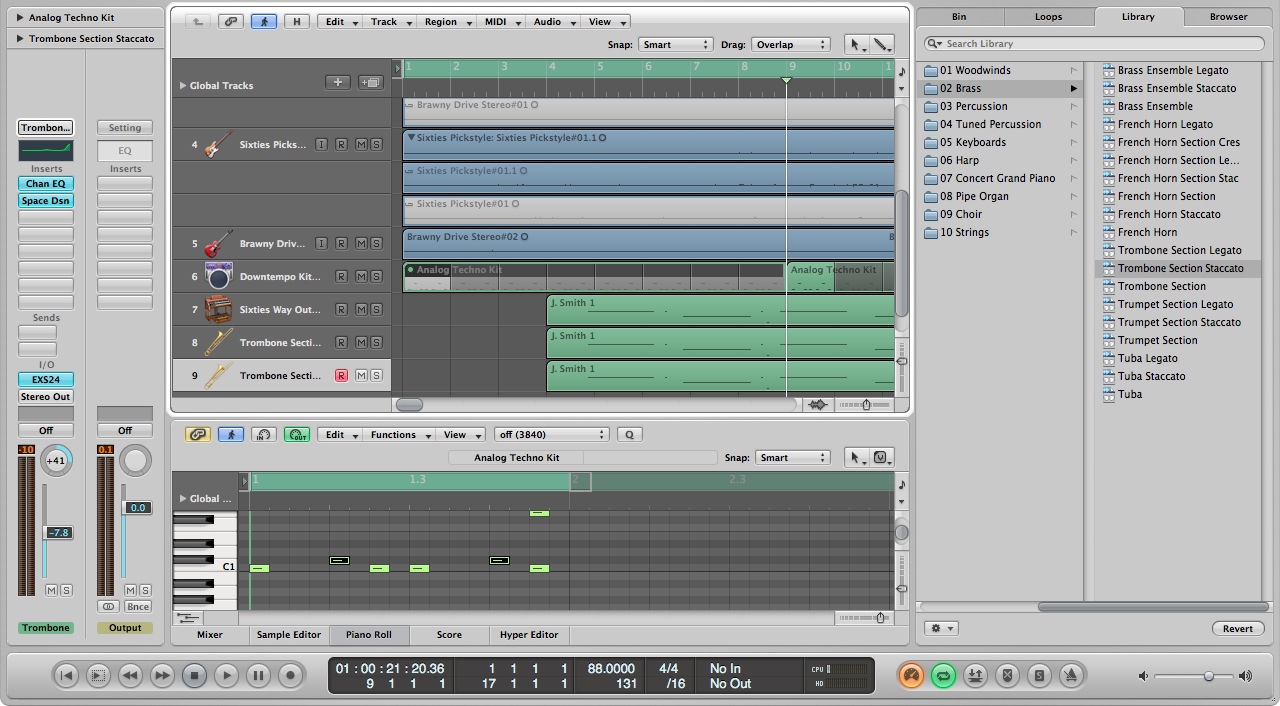 Analog Techno Kit
Trombone Section Staccato
Trombon...
Setting
EQ
Inserts
Inserts
Chan EQ
Space Dsn
Sends
I/O
EXS24
Stereo Out
Off
Off
-10
0.1
+41
0.0
-7.8
M S
M S
Bnce
Trombone
Output
H
Edit
Track
Region
MIDI
Audio
View
Snap: Smart
Drag: Overlap
Global Tracks
1 2 3 4 5 6 7 8 9 10 11
Brawny Drive Stereo#01
4 Sixties Picks... I R M S
Sixties Pickstyle: Sixties Pickstyle#01.1
Sixties Pickstyle#01.1
Sixties Pickstyle#01
5 Brawny Driv... I R M S
Brawny Drive Stereo#02
B
6 Downtempo Kit... R M S
Analog Techno Kit
Analog Techno Kit
7 Sixties Way Out... R M S
J. Smith 1
8 Trombone Secti... R M S
J. Smith 1
9 Trombone Secti... R M S
J. Smith 1
IN
OUT
Edit
Functions
View
off (3840)
Q
Analog Techno Kit
Snap: Smart
Global ...
1 1.3 2 2.3
C1
Mixer
Sample Editor
Piano Roll
Score
Hyper Editor
Bin
Loops
Library
Browser
Search Library
01 Woodwinds
02 Brass
03 Percussion
04 Tuned Percussion
05 Keyboards
06 Harp
07 Concert Grand Piano
08 Pipe Organ
09 Choir
10 Strings
Brass Ensemble Legato
Brass Ensemble Staccato
Brass Ensemble
French Horn Legato
French Horn Section Cres
French Horn Section Le...
French Horn Section Stac
French Horn Section
French Horn Staccato
French Horn
Trombone Section Legato
Trombone Section Staccato
Trombone Section
Trumpet Section Legato
Trumpet Section Staccato
Trumpet Section
Tuba Legato
Tuba Staccato
Tuba
Revert
01 : 00 : 21 : 20.36
9 1 1 1
1 1 1 1
17 1 1 1
88.0000
131
4/4
/16
No In
No Out
CPU
HD
S